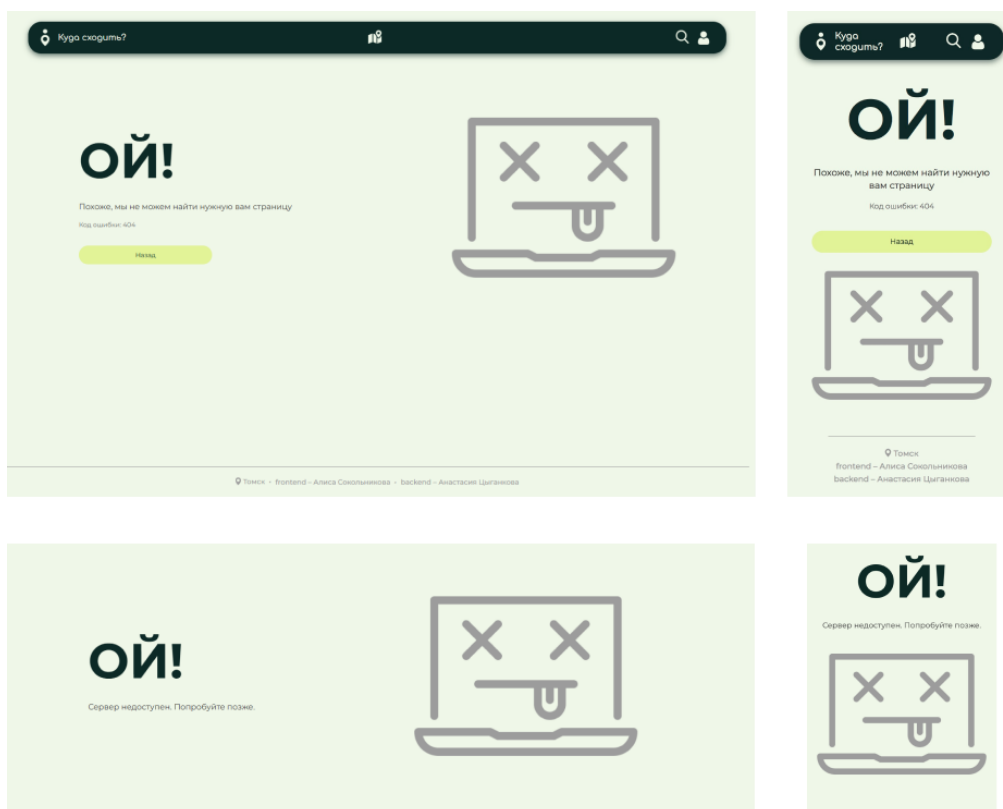 Куда сходить?
ОЙ!
Похоже, мы не можем найти нужную вам страницу
Код ошибки: 404
Назад
Томск • frontend – Алиса Сокольникова • backend – Анастасия Цыганкова
Куда
сходить?
ОЙ!
Похоже, мы не можем найти нужную
вам страницу
Код ошибки: 404
Назад
Томск
frontend – Алиса Сокольникова
backend – Анастасия Цыганкова
ОЙ!
Сервер недоступен. Попробуйте позже.
ОЙ!
Сервер недоступен. Попробуйте позже.